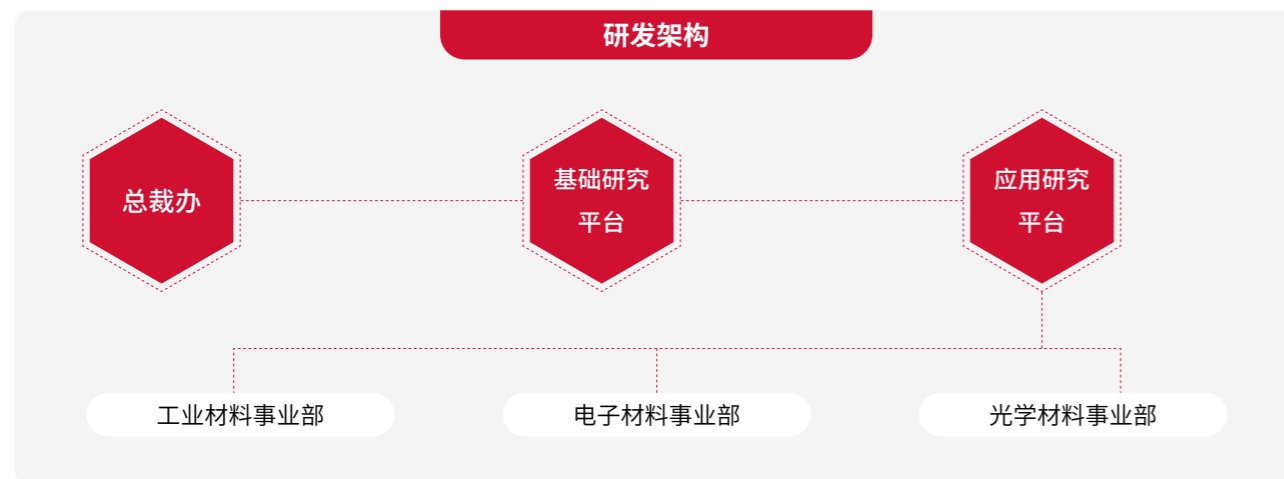 研发架构
总裁办
基础研究
平台
应用研究
平台
工业材料事业部
电子材料事业部
光学材料事业部